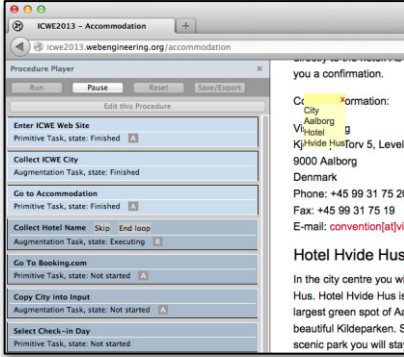 ICWE2013 – Accommodation
icwe2013.webengineering.org/accommodation
Procedure Player
×
Run Pause Reset Save/Export
Edit this Procedure
Enter ICWE Web Site
Primitive Task, state: Finished A
Collect ICWE City
Augmentation Task, state: Finished
Go to Accommodation
Primitive Task, state: Finished A
Collect Hotel Name Skip End loop
Augmentation Task, state: Executing A
Go To Booking.com
Primitive Task, state: Not started A
Copy City into Input
Augmentation Task, state: Not started A
Select Check-in Day
Primitive Task, state: Not started
you a confirmation.
ormation:
x
City
Aalborg
Hotel
Hvide Hus
Torv 5, Level
9000 Aalborg
Denmark
Phone: +45 99 31 75 20
Fax: +45 99 31 75 19
E-mail: convention[at]vi
Hotel Hvide Hus
In the city centre you wi
Hus. Hotel Hvide Hus is
largest green spot of Aa
beautiful Kildeparken. S
scenic park you will stay